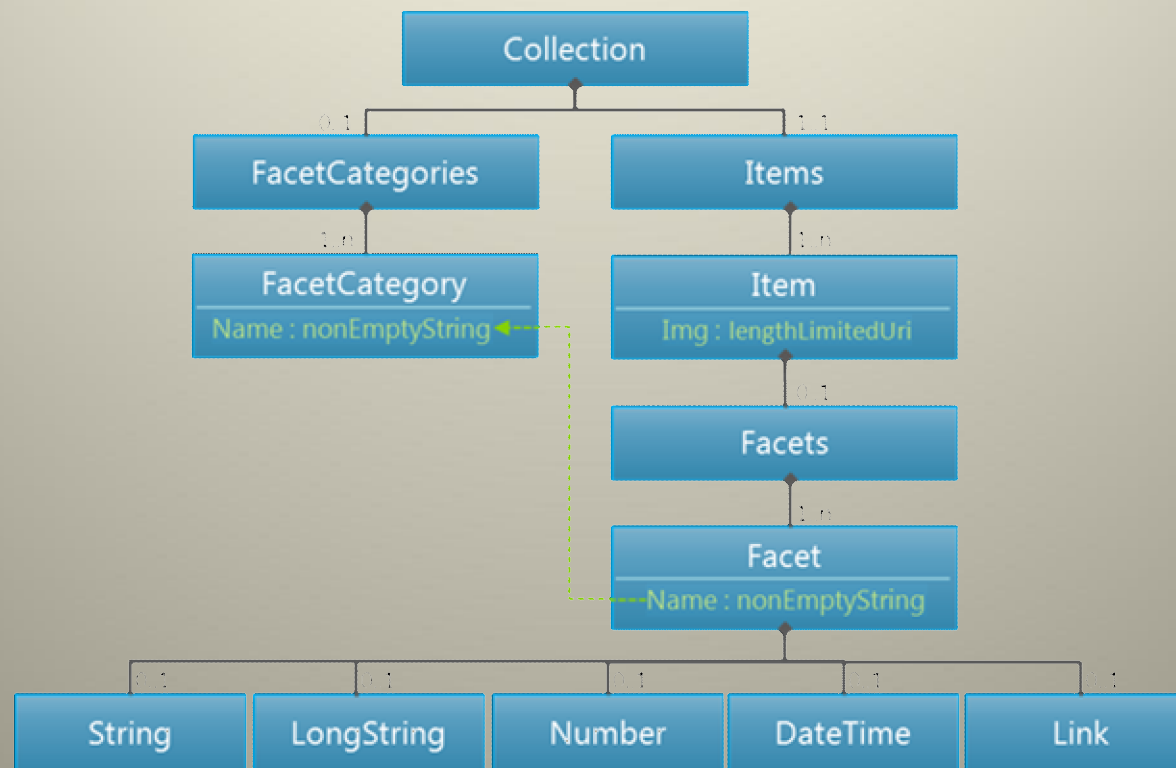 Collection
0..1
1..1
FacetCategories
Items
1..n
1..n
FacetCategory
Item
Name : nonEmptyString
Img : lengthLimitedUri
0..1
Facets
1..n
Facet
Name : nonEmptyString
0..1
0..1
0..1
0..1
0..1
String
LongString
Number
DateTime
Link